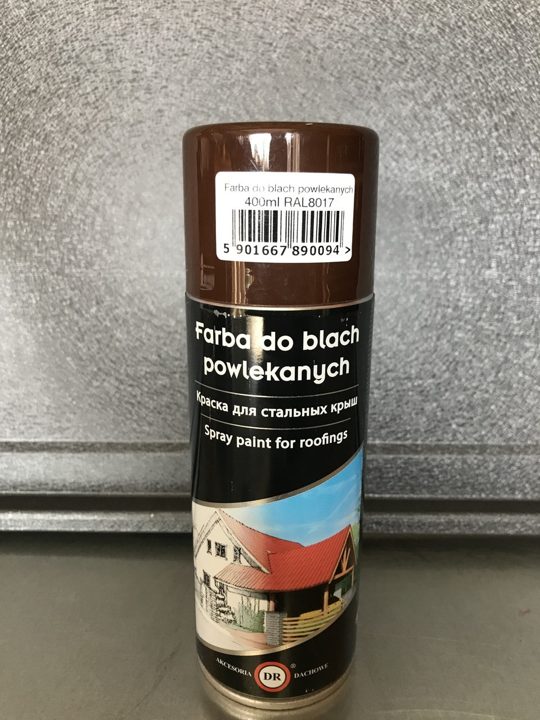 Farba do blach powlekanych
400ml RAL8017
5 901667 890094 >
Farba do blach
powlekanych
Краска для стальных крыш
Spray paint for roofings
AKCESORIA DR ® DACHOWE